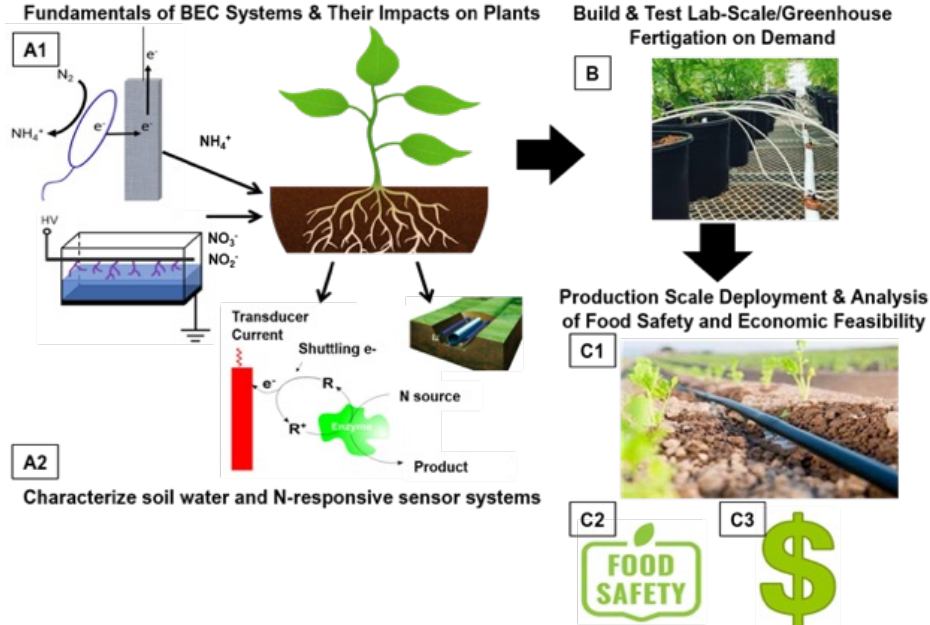 Fundamentals of BEC Systems & Their Impacts on Plants
A1
e-
N₂
NH₄⁺
e-
e-
NH₄⁺
HV
NO₃⁻
NO₂⁻
Transducer
Current
Shuttling e-
e-
R
N source
R⁺
Enzyme
Product
A2
Characterize soil water and N-responsive sensor systems
Build & Test Lab-Scale/Greenhouse
Fertigation on Demand
B
Production Scale Deployment & Analysis
of Food Safety and Economic Feasibility
C1
C2
FOOD
SAFETY
C3
$